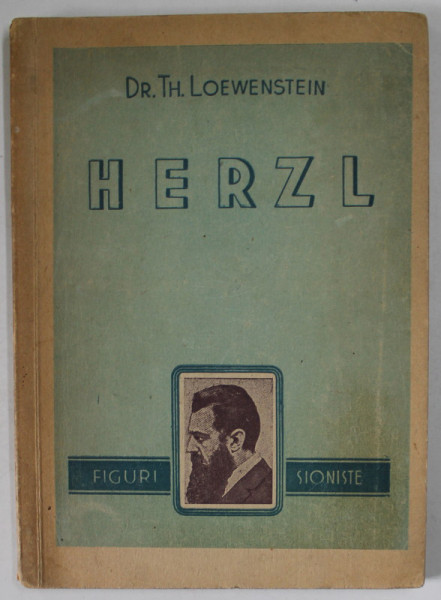 DR. TH. LOEWENSTEIN
HERZL
FIGURI SIONISTE